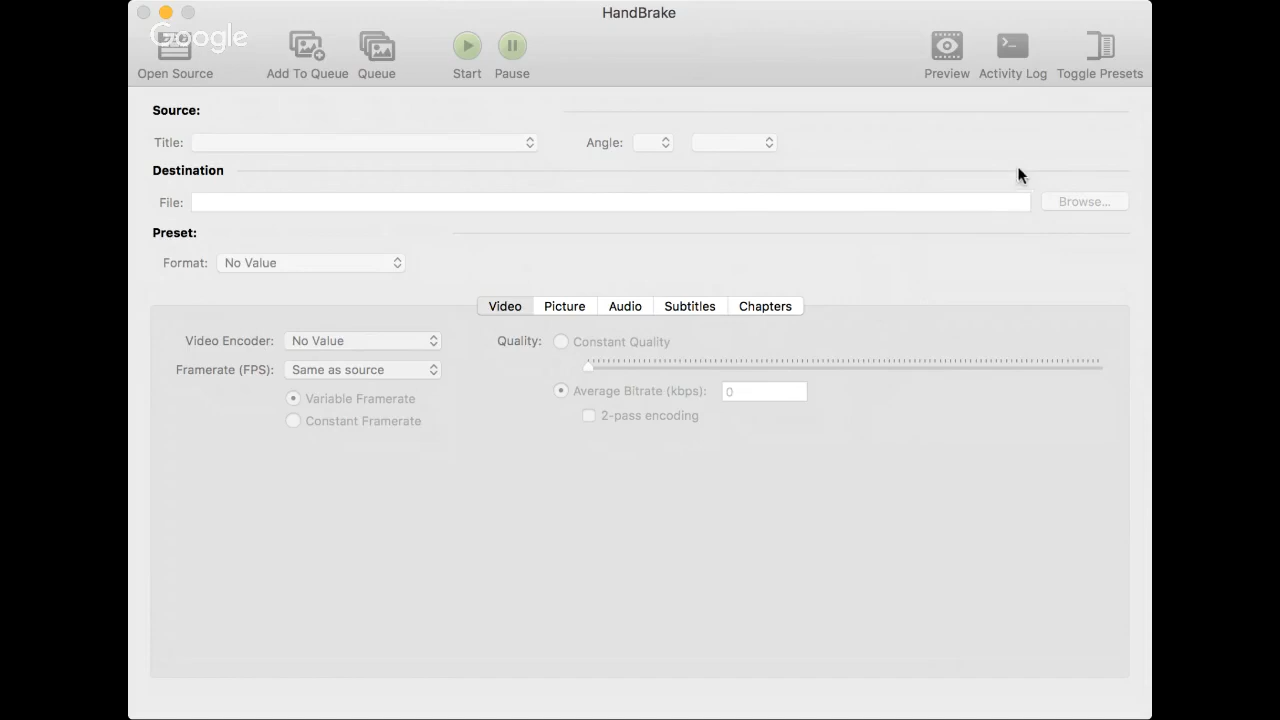 HandBrake
Google
Open Source Add To Queue Queue Start Pause Preview Activity Log Toggle Presets
Source:
Title: Angle:
Destination
File: Browse...
Preset:
Format: No Value
Video Picture Audio Subtitles Chapters
Video Encoder: No Value Quality: Constant Quality
Framerate (FPS): Same as source
Average Bitrate (kbps): 0
Variable Framerate
2-pass encoding
Constant Framerate